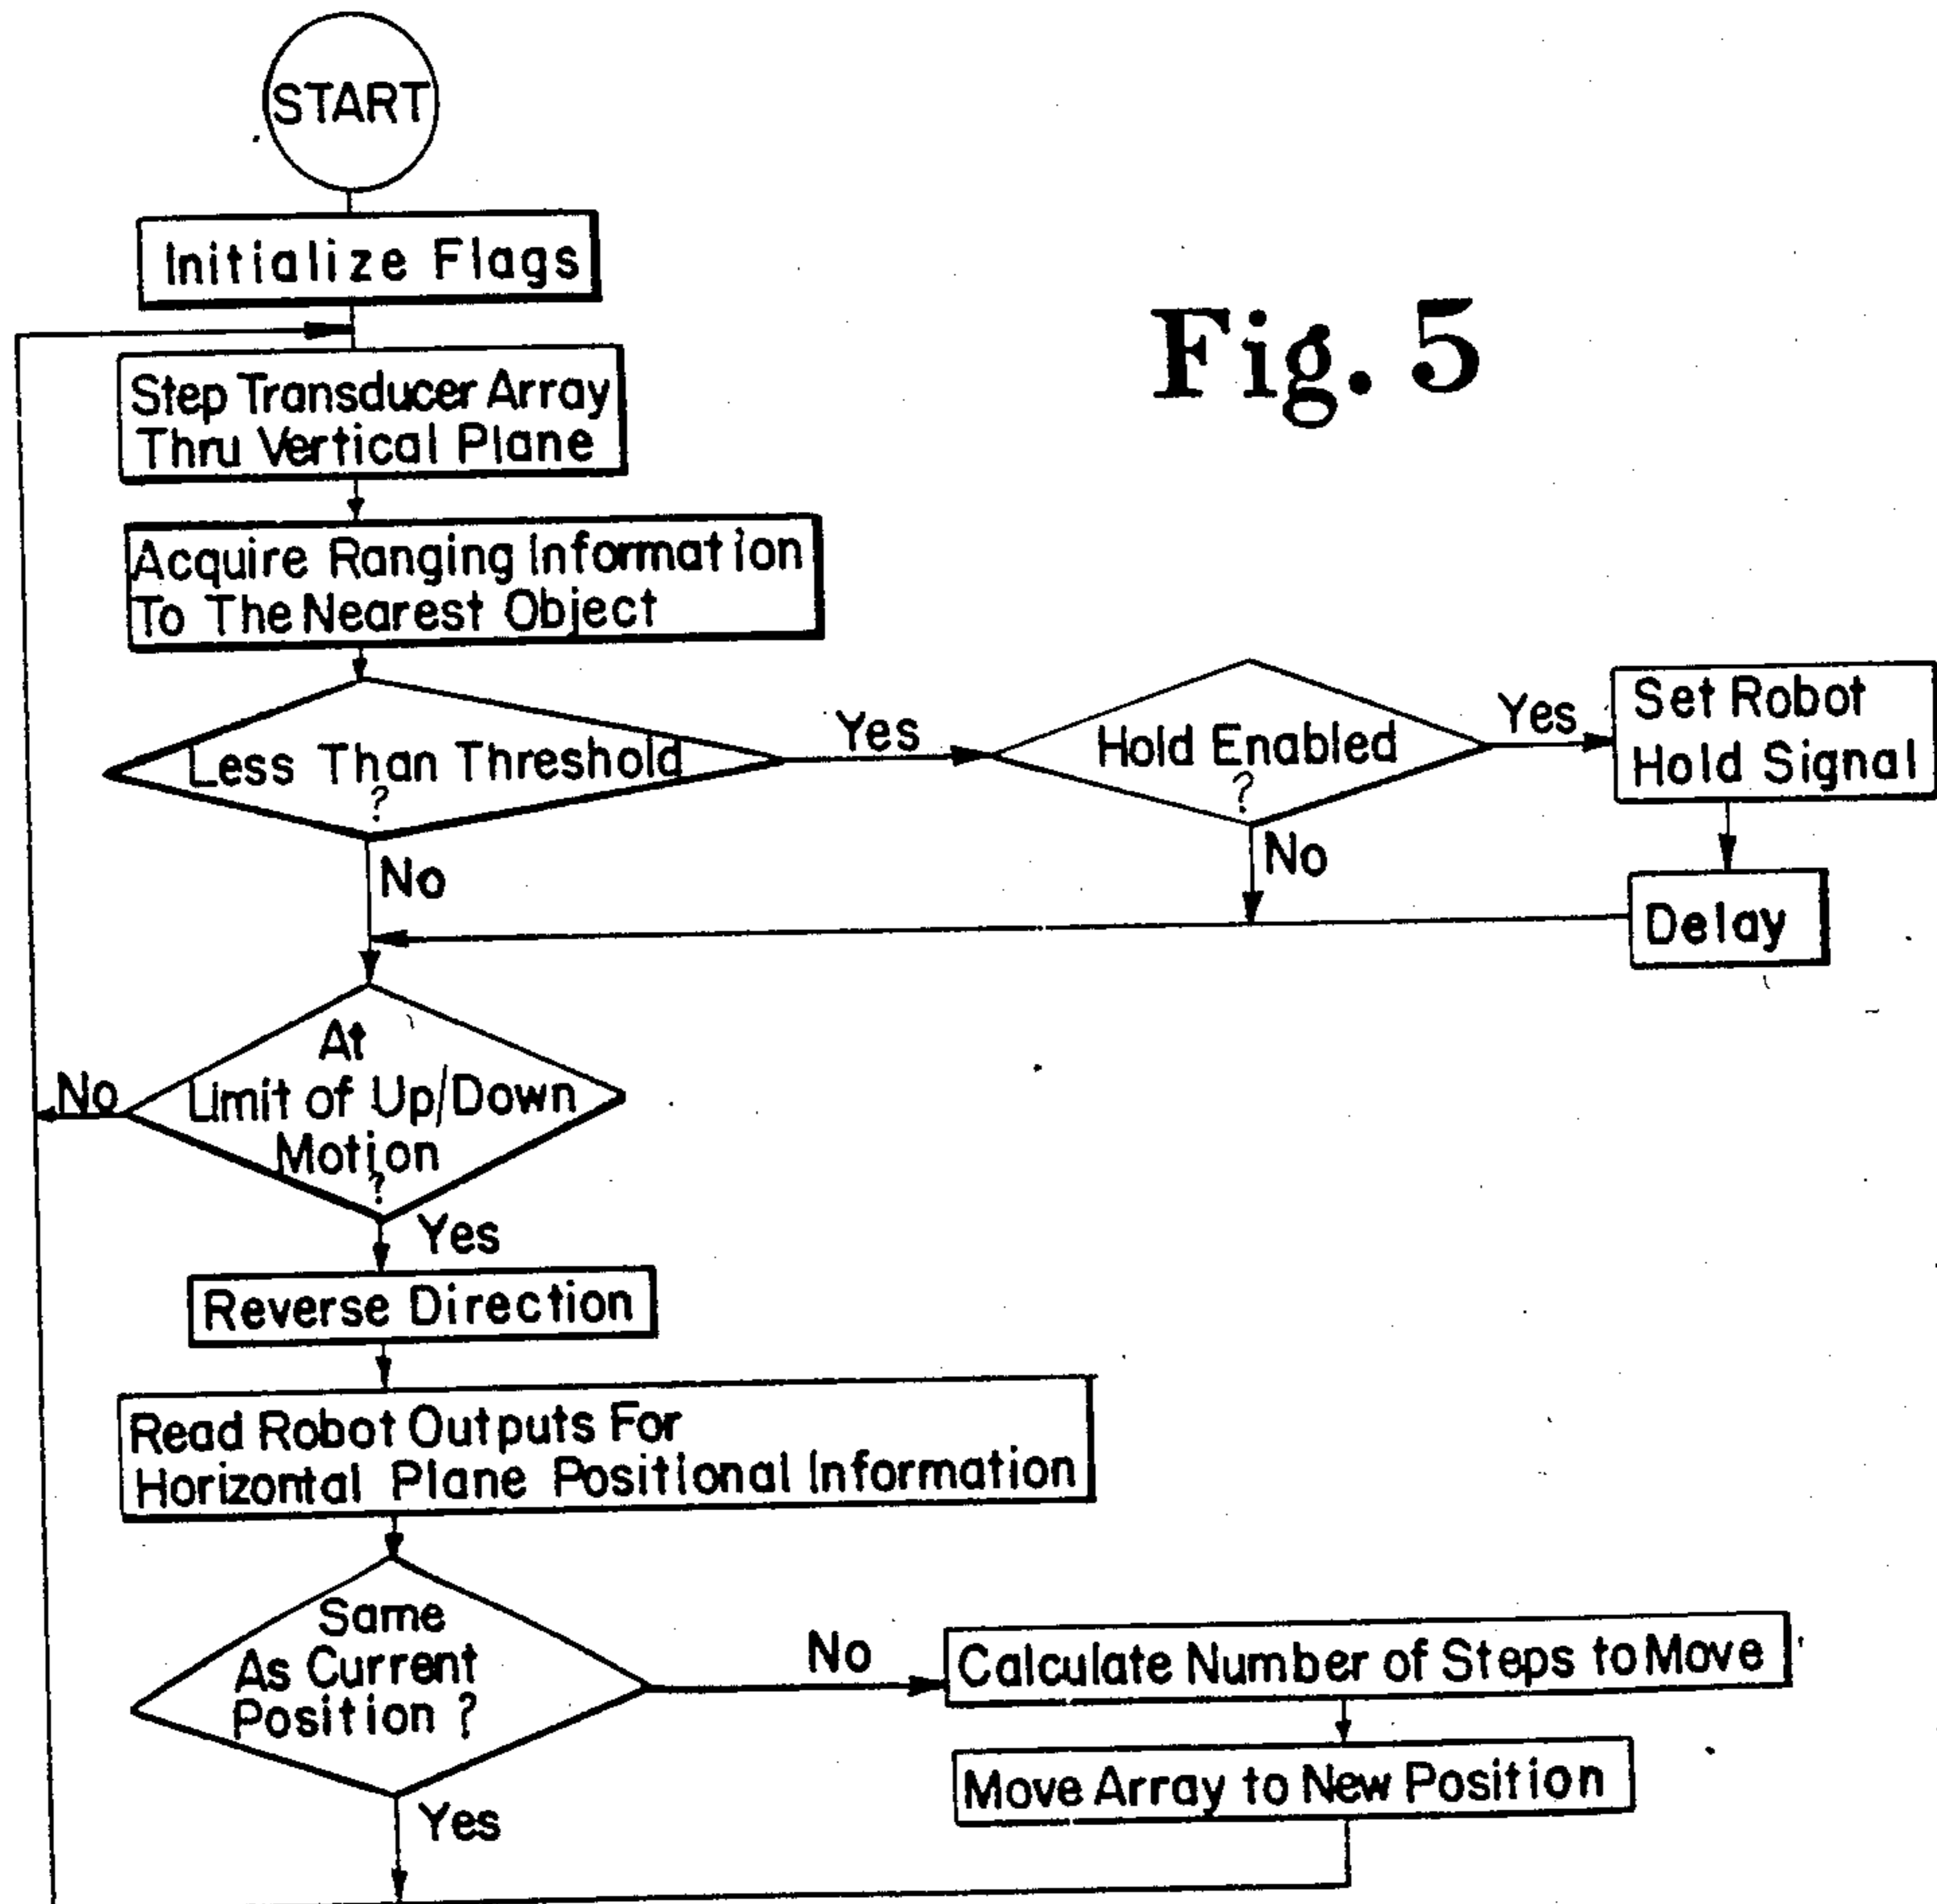 START
Initialize Flags
Fig. 5
Step Transducer Array
Thru Vertical Plane
Acquire Ranging Information
To The Nearest Object
Less Than Threshold
?
Yes
Hold Enabled
?
Yes
Set Robot
Hold Signal
No
No
Delay
At
Limit of Up/Down
Motion
?
No
Yes
Reverse Direction
Read Robot Outputs For
Horizontal Plane Positional Information
Same
As Current
Position ?
No
Calculate Number of Steps to Move
Move Array to New Position
Yes